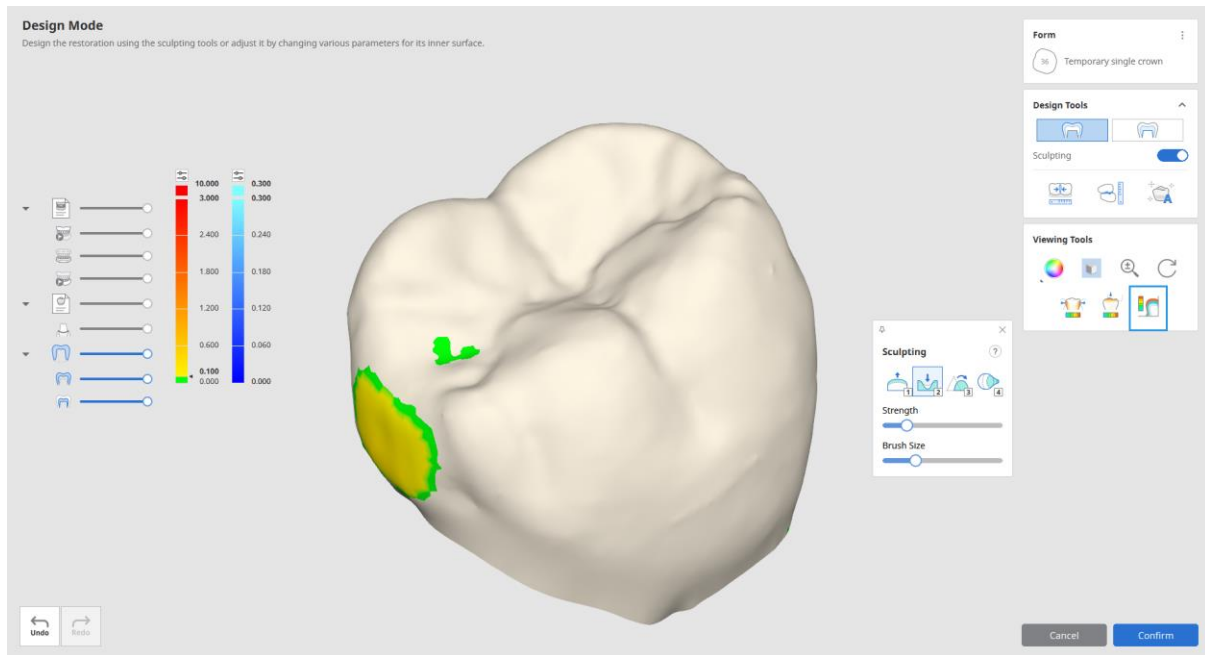 Design Mode
Design the restoration using the sculpting tools or adjust it by changing various parameters for its inner surface.
10.000
3.000
2.400
1.800
1.200
0.600
0.100
0.000
0.300
0.300
0.240
0.180
0.120
0.060
0.000
Form
36 Temporary single crown
Design Tools
Sculpting
A
Viewing Tools
Sculpting ?
1 2 3 4
Strength
Brush Size
Undo Redo
Cancel Confirm